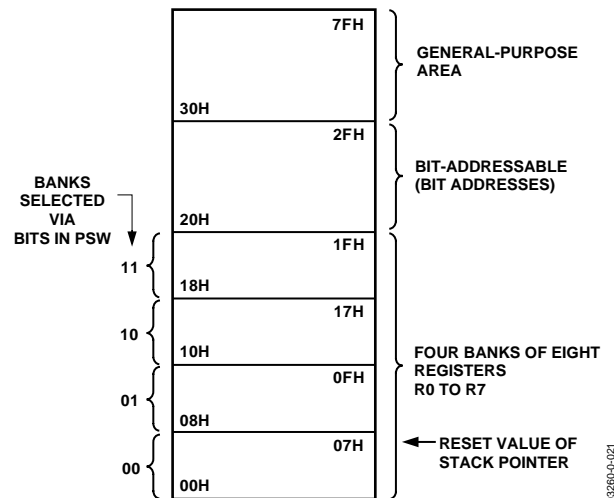 7FH
GENERAL-PURPOSE
AREA
30H
2FH
BIT-ADDRESSABLE
(BIT ADDRESSES)
BANKS
SELECTED
VIA
BITS IN PSW
20H
1FH
11
18H
17H
10
10H
FOUR BANKS OF EIGHT
REGISTERS
R0 TO R7
0FH
01
08H
07H
RESET VALUE OF
STACK POINTER
00
00H
3260-0-021